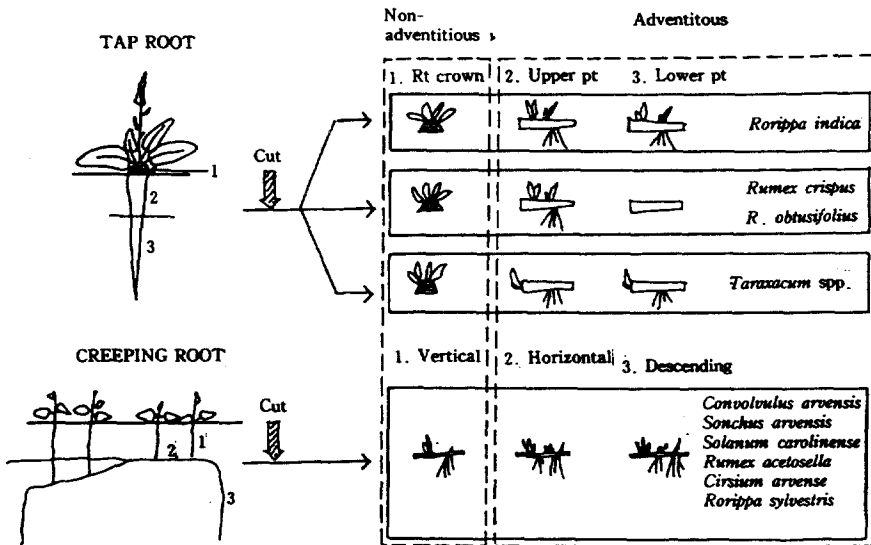 Non-
adventitious
Adventitous
TAP ROOT
1. Rt crown
2. Upper pt
3. Lower pt
Rorippa indica
1
Cut
2
Rumex crispus
R. obtusifolius
3
Taraxacum spp.
CREEPING ROOT
1. Vertical
2. Horizontal
3. Descending
Cut
Convolvulus arvensis
Sonchus arvensis
Solanum carolinense
Rumex acetosella
Cirsium arvense
Rorippa sylvestris
1
2
3